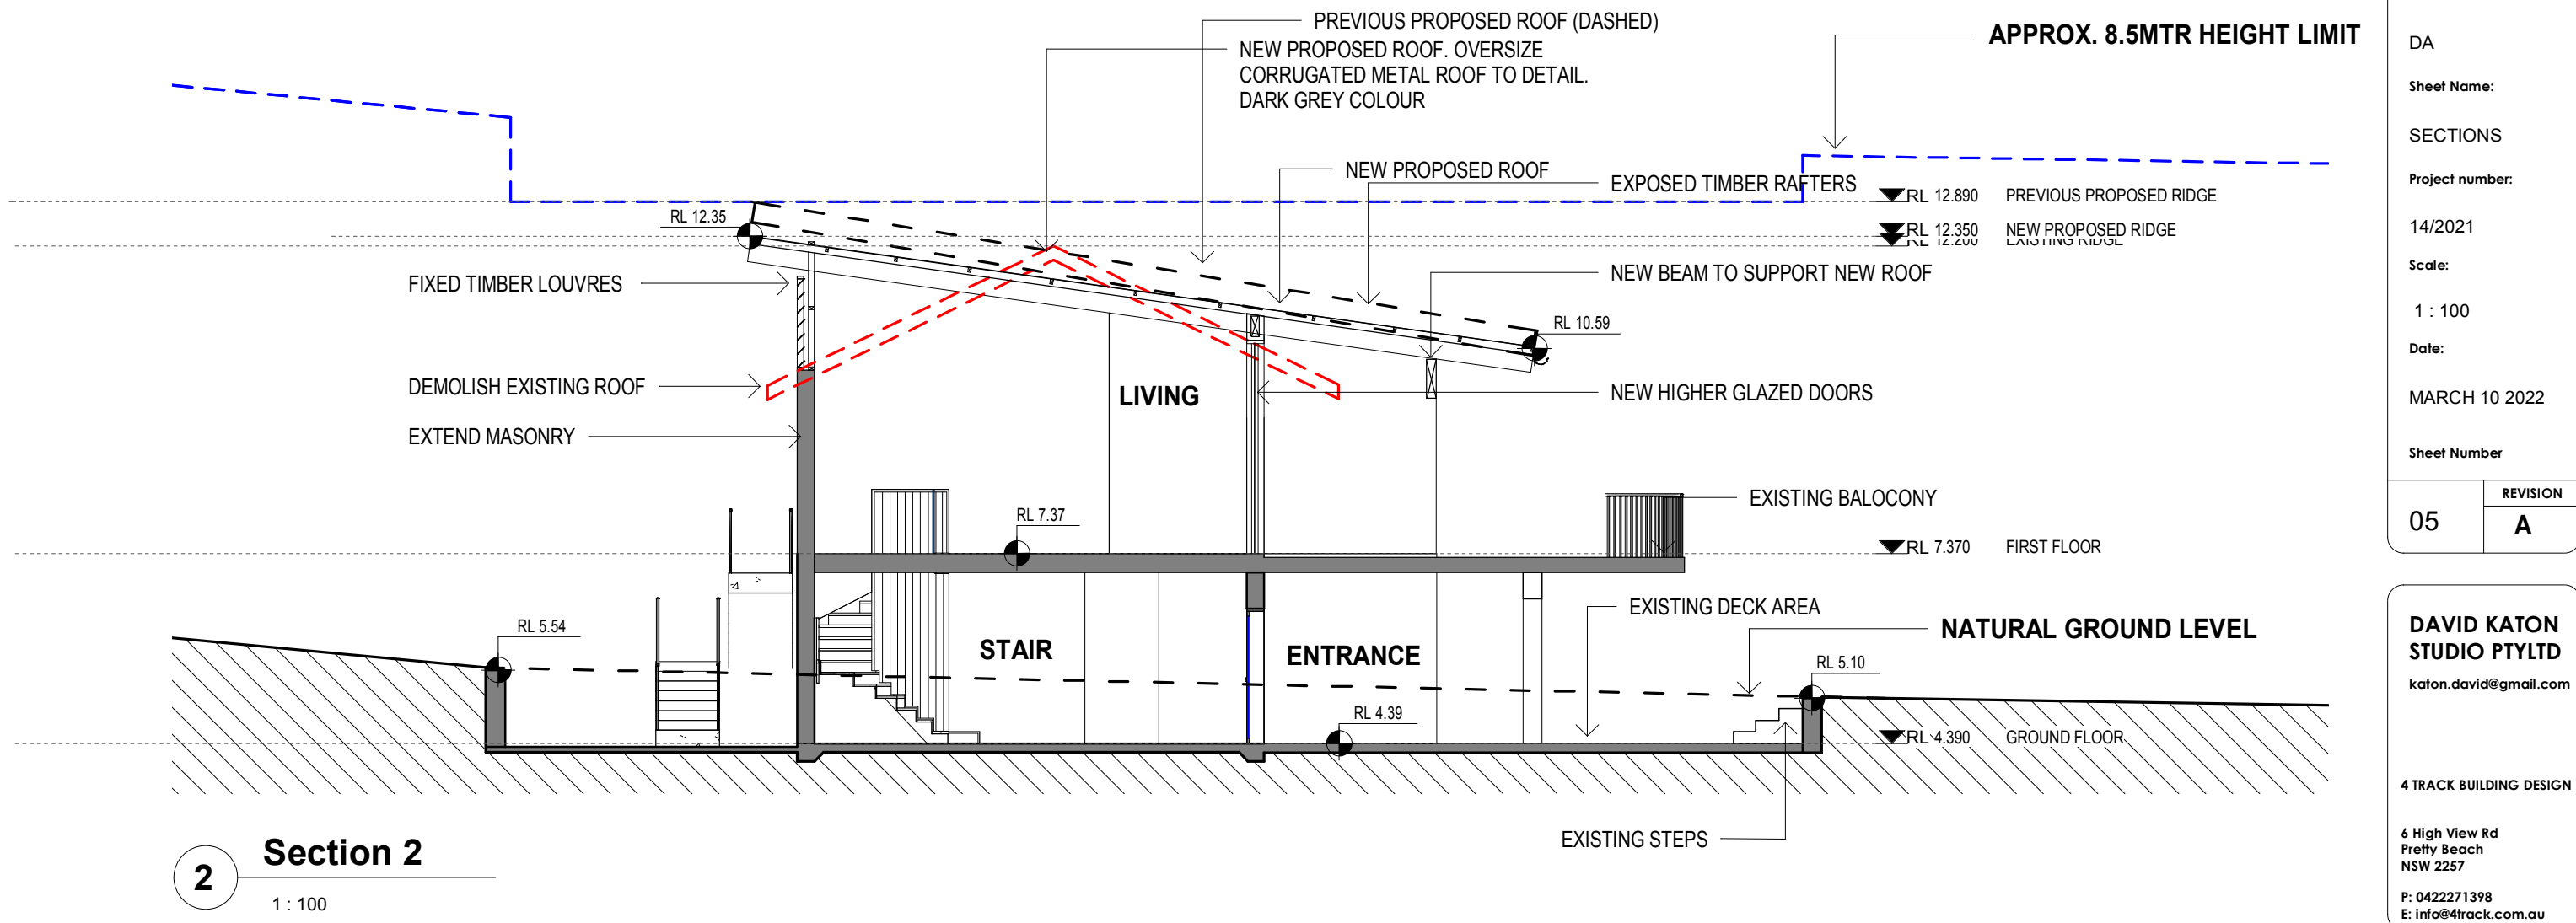 PREVIOUS PROPOSED ROOF (DASHED)
NEW PROPOSED ROOF. OVERSIZE
CORRUGATED METAL ROOF TO DETAIL.
DARK GREY COLOUR
APPROX. 8.5MTR HEIGHT LIMIT
NEW PROPOSED ROOF
EXPOSED TIMBER RAFTERS
RL 12.890 PREVIOUS PROPOSED RIDGE
RL 12.35
RL 12.350 NEW PROPOSED RIDGE
RL 12.200 EXISTING RIDGE
FIXED TIMBER LOUVRES
NEW BEAM TO SUPPORT NEW ROOF
RL 10.59
DEMOLISH EXISTING ROOF
LIVING
NEW HIGHER GLAZED DOORS
EXTEND MASONRY
EXISTING BALOCONY
RL 7.37
RL 7.370 FIRST FLOOR
EXISTING DECK AREA
RL 5.54
STAIR
ENTRANCE
NATURAL GROUND LEVEL
RL 5.10
RL 4.39
RL 4.390 GROUND FLOOR
EXISTING STEPS
2
Section 2
1 : 100
DA
Sheet Name:
SECTIONS
Project number:
14/2021
Scale:
1 : 100
Date:
MARCH 10 2022
Sheet Number
05
REVISION
A
DAVID KATON
STUDIO PTYLTD
katon.david@gmail.com
4 TRACK BUILDING DESIGN
6 High View Rd
Pretty Beach
NSW 2257
P: 0422271398
E: info@4track.com.au